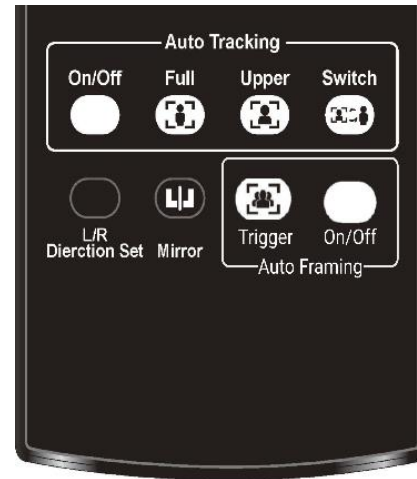 Auto Tracking
On/Off Full Upper Switch
L/R
Dierction Set Mirror Trigger On/Off
Auto Framing